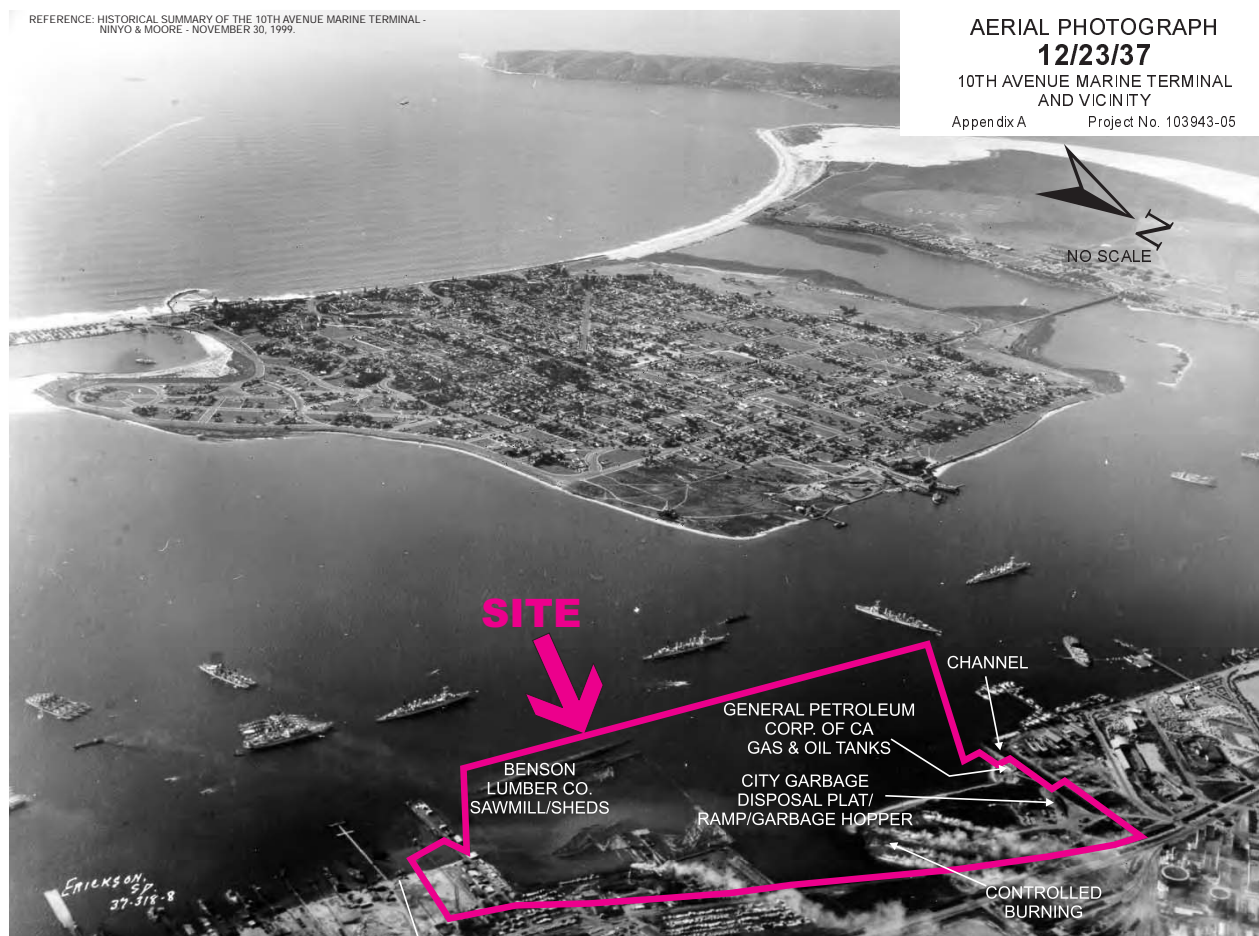 REFERENCE: HISTORICAL SUMMARY OF THE 10TH AVENUE MARINE TERMINAL -
NINYO & MOORE - NOVEMBER 30, 1999.
AERIAL PHOTOGRAPH
12/23/37
10TH AVENUE MARINE TERMINAL
AND VICINITY
Appendix A Project No. 103943-05
N
NO SCALE
SITE
CHANNEL
GENERAL PETROLEUM
CORP. OF CA
GAS & OIL TANKS
BENSON
LUMBER CO.
SAWMILL/SHEDS
CITY GARBAGE
DISPOSAL PLAT/
RAMP/GARBAGE HOPPER
CONTROLLED
BURNING
ERICKSON.
S.D.
37-318-8